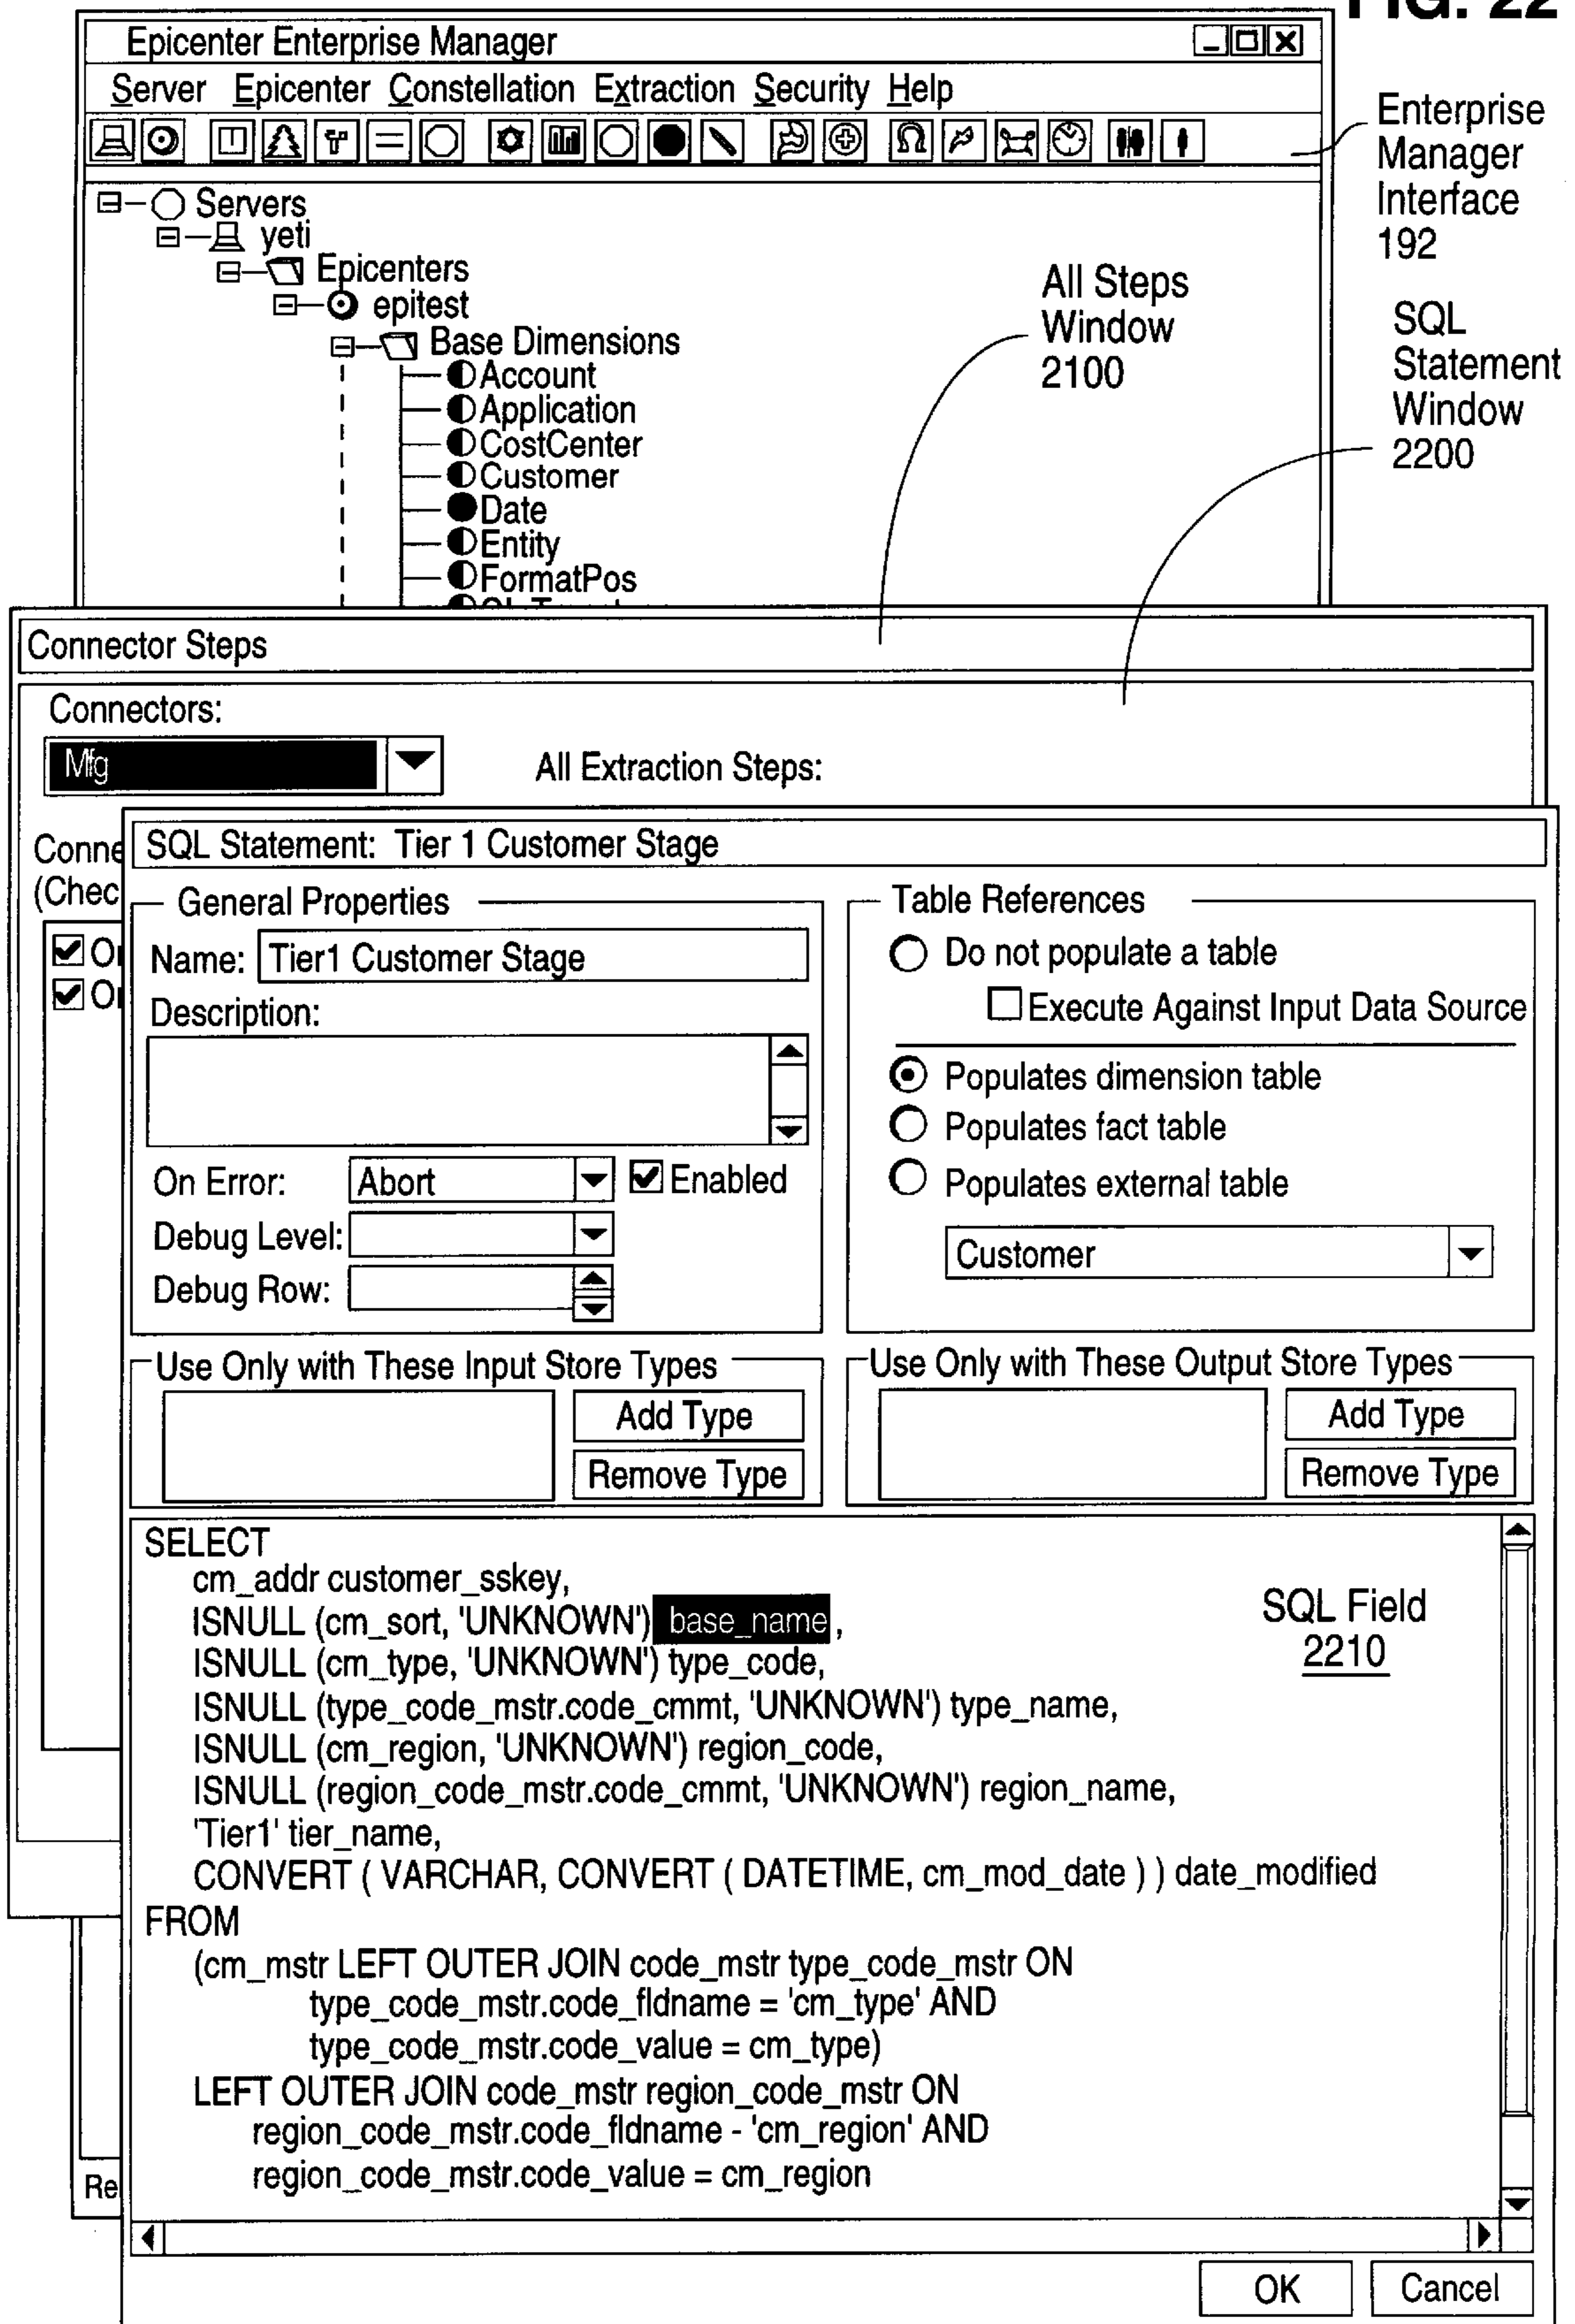 FIG. 22
Epicenter Enterprise Manager
Server Epicenter Constellation Extraction Security Help
Enterprise
Manager
Interface
192
Servers
yeti
Epicenters
epitest
Base Dimensions
Account
Application
CostCenter
Customer
Date
Entity
FormatPos
All Steps
Window
2100
SQL
Statement
Window
2200
Connector Steps
Connectors:
Mfg
All Extraction Steps:
Conne
(Chec
SQL Statement: Tier 1 Customer Stage
General Properties
Name: Tier1 Customer Stage
Description:
On Error: Abort Enabled
Debug Level:
Debug Row:
Table References
Do not populate a table
Execute Against Input Data Source
Populates dimension table
Populates fact table
Populates external table
Customer
Use Only with These Input Store Types
Add Type
Remove Type
Use Only with These Output Store Types
Add Type
Remove Type
SELECT
cm_addr customer_sskey,
ISNULL (cm_sort, 'UNKNOWN') base_name ,
ISNULL (cm_type, 'UNKNOWN') type_code,
ISNULL (type_code_mstr.code_cmmt, 'UNKNOWN') type_name,
ISNULL (cm_region, 'UNKNOWN') region_code,
ISNULL (region_code_mstr.code_cmmt, 'UNKNOWN') region_name,
'Tier1' tier_name,
CONVERT ( VARCHAR, CONVERT ( DATETIME, cm_mod_date ) ) date_modified
FROM
(cm_mstr LEFT OUTER JOIN code_mstr type_code_mstr ON
type_code_mstr.code_fldname = 'cm_type' AND
type_code_mstr.code_value = cm_type)
LEFT OUTER JOIN code_mstr region_code_mstr ON
region_code_mstr.code_fldname - 'cm_region' AND
region_code_mstr.code_value = cm_region
SQL Field
2210
Re
OK Cancel